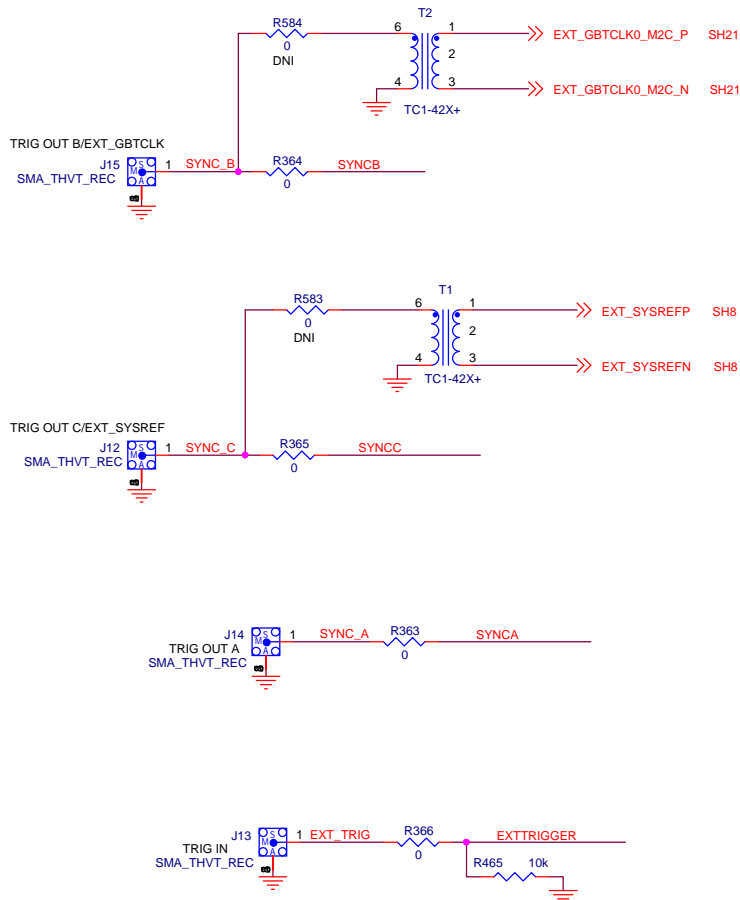 R584
0
DNI
T2
6 1 EXT_GBTCLK0_M2C_P SH21
2
4 3 EXT_GBTCLK0_M2C_N SH21
TC1-42X+
TRIG OUT B/EXT_GBTCLK
J15 1 SYNC_B R364 SYNCB
SMA_THVT_REC M S A 0
R583
0
DNI
T1
6 1 EXT_SYSREFP SH8
2
4 3 EXT_SYSREFN SH8
TC1-42X+
TRIG OUT C/EXT_SYSREF
J12 1 SYNC_C R365 SYNCC
SMA_THVT_REC M S A 0
J14 1 SYNC_A R363 SYNCA
TRIG OUT A M S A 0
SMA_THVT_REC
J13 1 EXT_TRIG R366 EXTTRIGGER
TRIG IN M S A 0
SMA_THVT_REC
R465 10k